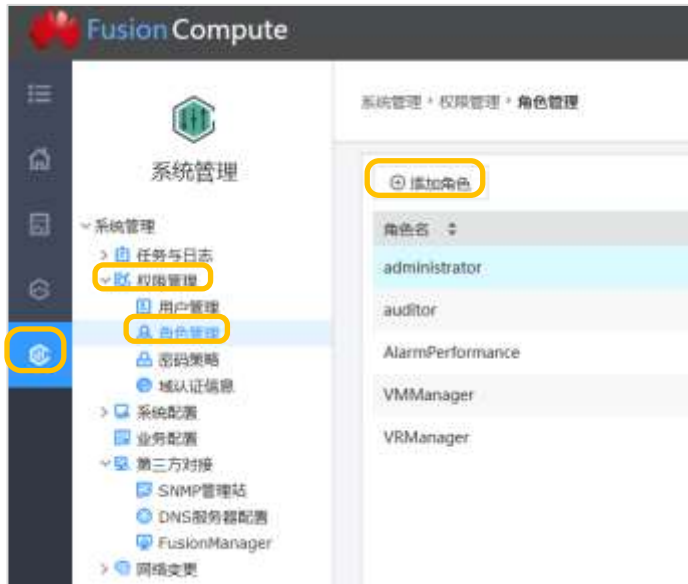 Fusion Compute
系统管理
系统管理
任务与日志
权限管理
用户管理
角色管理
密码策略
域认证信息
系统配置
业务配置
第三方对接
SNMP管理站
DNS服务器配置
FusionManager
网络变更
系统管理 › 权限管理 › 角色管理
添加角色
角色名
administrator
auditor
AlarmPerformance
VMManager
VRManager